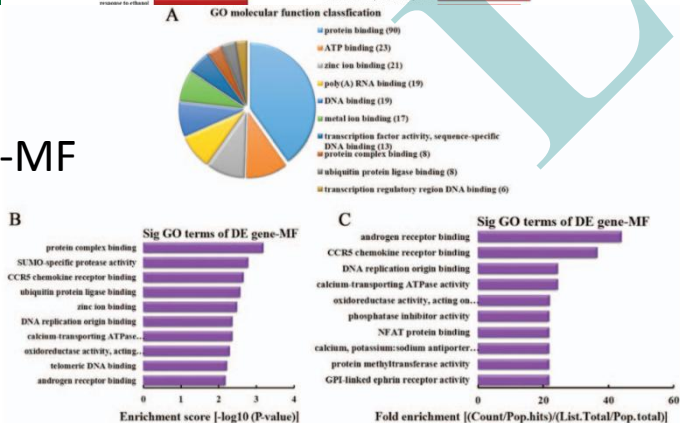 response to ethanol
A GO molecular function classfication
protein binding (90)
ATP binding (23)
zinc ion binding (21)
poly(A) RNA binding (19)
DNA binding (19)
metal ion binding (17)
transcription factor activity, sequence-specific
DNA binding (13)
protein complex binding (8)
ubiquitin protein ligase binding (8)
transcription regulatory region DNA binding (6)
-MF
B
Sig GO terms of DE gene-MF
protein complex binding
SUMO-specific protease activity
CCR5 chemokine receptor binding
ubiquitin protein ligase binding
zinc ion binding
DNA replication origin binding
calcium-transporting ATPase...
oxidoreductase activity, acting...
telomeric DNA binding
androgen receptor binding
0 1 2 3 4
Enrichment score [-log10 (P-value)]
C
Sig GO terms of DE gene-MF
androgen receptor binding
CCR5 chemokine receptor binding
DNA replication origin binding
calcium-transporting ATPase activity
oxidoreductase activity, acting on...
phosphatase inhibitor activity
NFAT protein binding
calcium, potassium:sodium antiporter...
protein methyltransferase activity
GPI-linked ephrin receptor activity
0 20 40 60
Fold enrichment [(Count/Pop.hits)/(List.Total/Pop.total)]